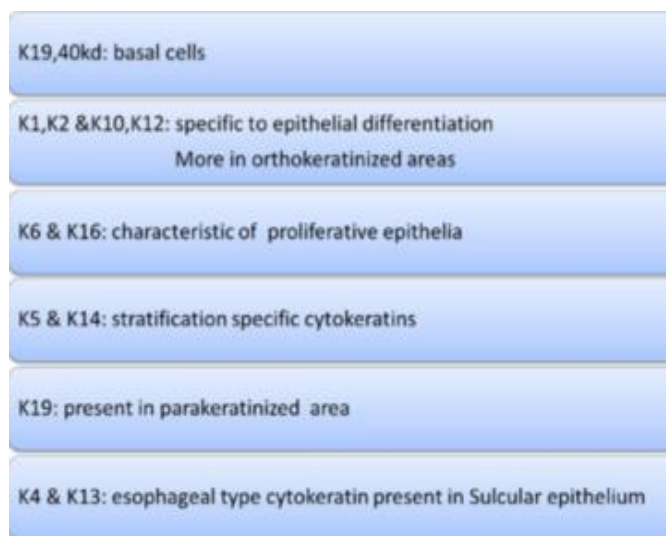 K19,40kd: basal cells
K1,K2 &K10,K12: specific to epithelial differentiation
More in orthokeratinized areas
K6 & K16: characteristic of proliferative epithelia
K5 & K14: stratification specific cytokeratins
K19: present in parakeratinized area
K4 & K13: esophageal type cytokeratin present in Sulcular epithelium